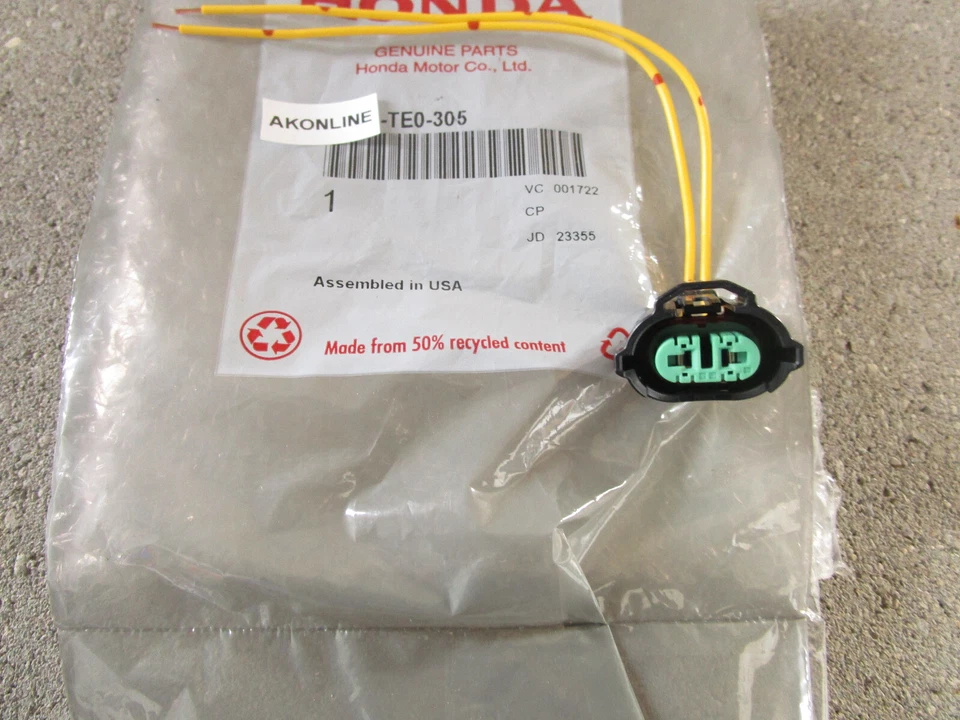 HONDA
GENUINE PARTS
Honda Motor Co., Ltd.
AKONLINE -TE0-305
1
VC 001722
CP
JD 23355
Assembled in USA
Made from 50% recycled content